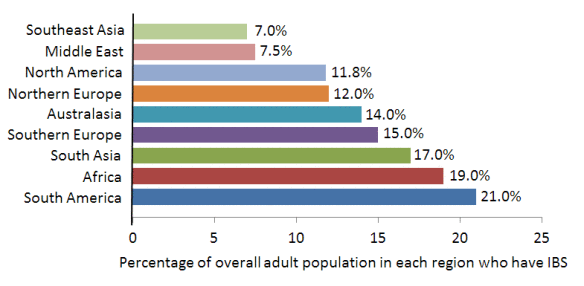 Southeast Asia 7.0%
Middle East 7.5%
North America 11.8%
Northern Europe 12.0%
Australasia 14.0%
Southern Europe 15.0%
South Asia 17.0%
Africa 19.0%
South America 21.0%
0 5 10 15 20 25
Percentage of overall adult population in each region who have IBS